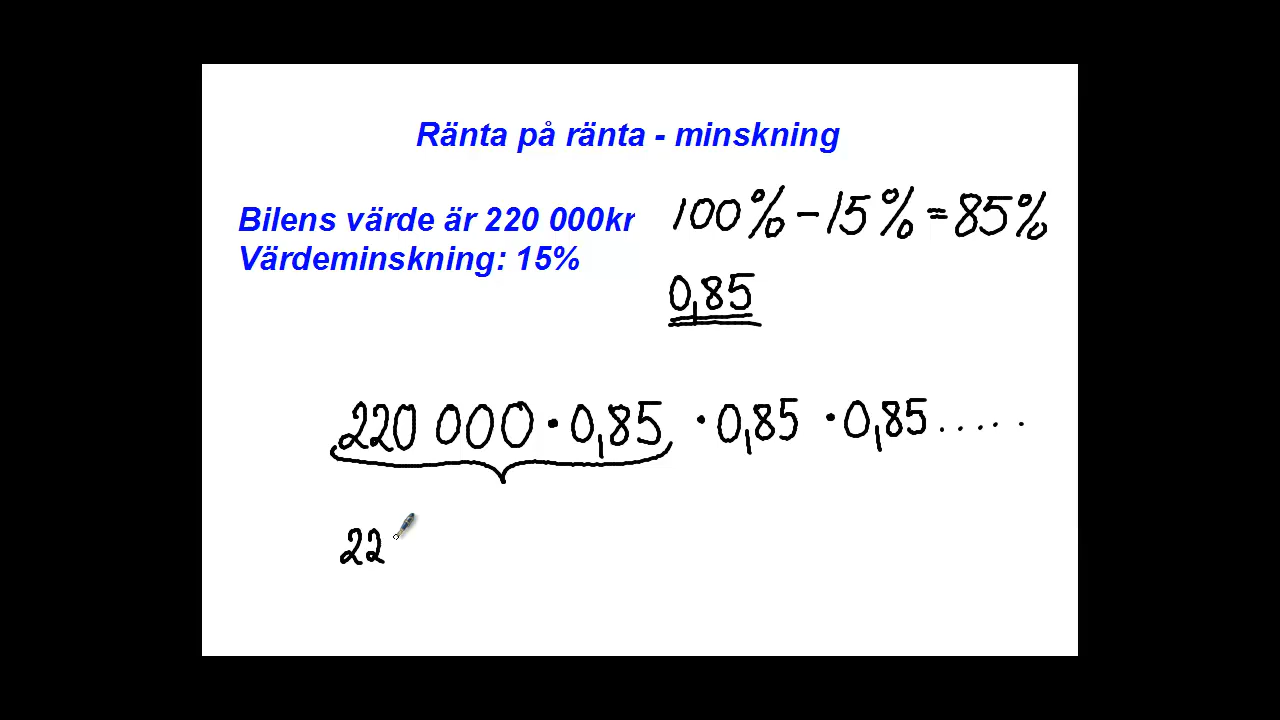 Ränta på ränta - minskning
Bilens värde är 220 000kr
Värdeminskning: 15%
100% - 15% = 85%
0,85
220 000 · 0,85 · 0,85 · 0,85 .....
22